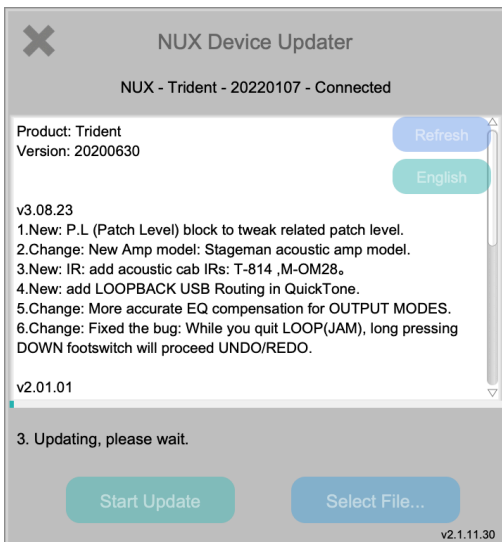 NUX Device Updater
NUX - Trident - 20220107 - Connected
Product: Trident
Refresh
Version: 20200630
English
v3.08.23
1.New: P.L (Patch Level) block to tweak related patch level.
2.Change: New Amp model: Stageman acoustic amp model.
3.New: IR: add acoustic cab IRs: T-814 ,M-OM28。
4.New: add LOOPBACK USB Routing in QuickTone.
5.Change: More accurate EQ compensation for OUTPUT MODES.
6.Change: Fixed the bug: While you quit LOOP(JAM), long pressing
DOWN footswitch will proceed UNDO/REDO.
v2.01.01
3. Updating, please wait.
Start Update
Select File...
v2.1.11.30